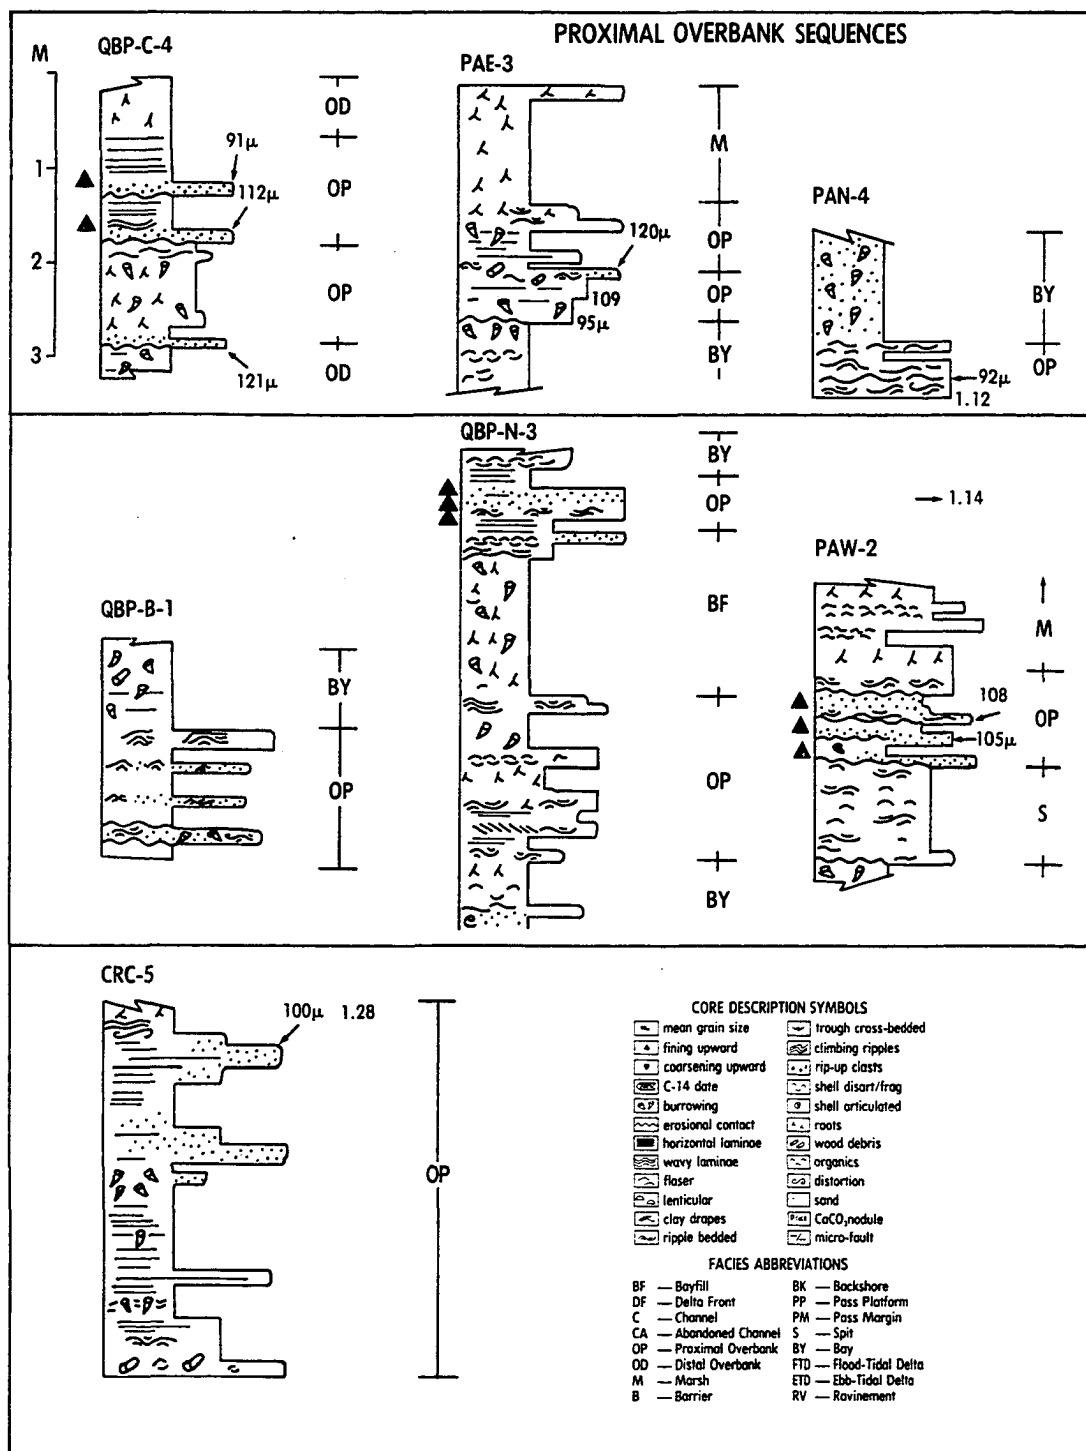 PROXIMAL OVERBANK SEQUENCES
M
QBP-C-4
1
2
3
91μ
112μ
121μ
OD
OP
OP
OD
PAE-3
120μ
109
95μ
M
OP
OP
BY
PAN-4
92μ
1.12
BY
OP
QBP-B-1
BY
OP
QBP-N-3
BY
OP
BF
OP
BY
1.14
PAW-2
108
105μ
M
OP
S
CRC-5
100μ 1.28
OP
CORE DESCRIPTION SYMBOLS
mean grain size
fining upward
coarsening upward
C-14 date
burrowing
erosional contact
horizontal laminae
wavy laminae
flaser
lenticular
clay drapes
ripple bedded
trough cross-bedded
climbing ripples
rip-up clasts
shell disart/frag
shell articulated
roots
wood debris
organics
distortion
sand
CaCO₃nodule
micro-fault
FACIES ABBREVIATIONS
BF — Bayfill
DF — Delta Front
C — Channel
CA — Abandoned Channel
OP — Proximal Overbank
OD — Distal Overbank
M — Marsh
B — Barrier
BK — Backshore
PP — Pass Platform
PM — Pass Margin
S — Spit
BY — Bay
FTD — Flood-Tidal Delta
ETD — Ebb-Tidal Delta
RV — Ravinement